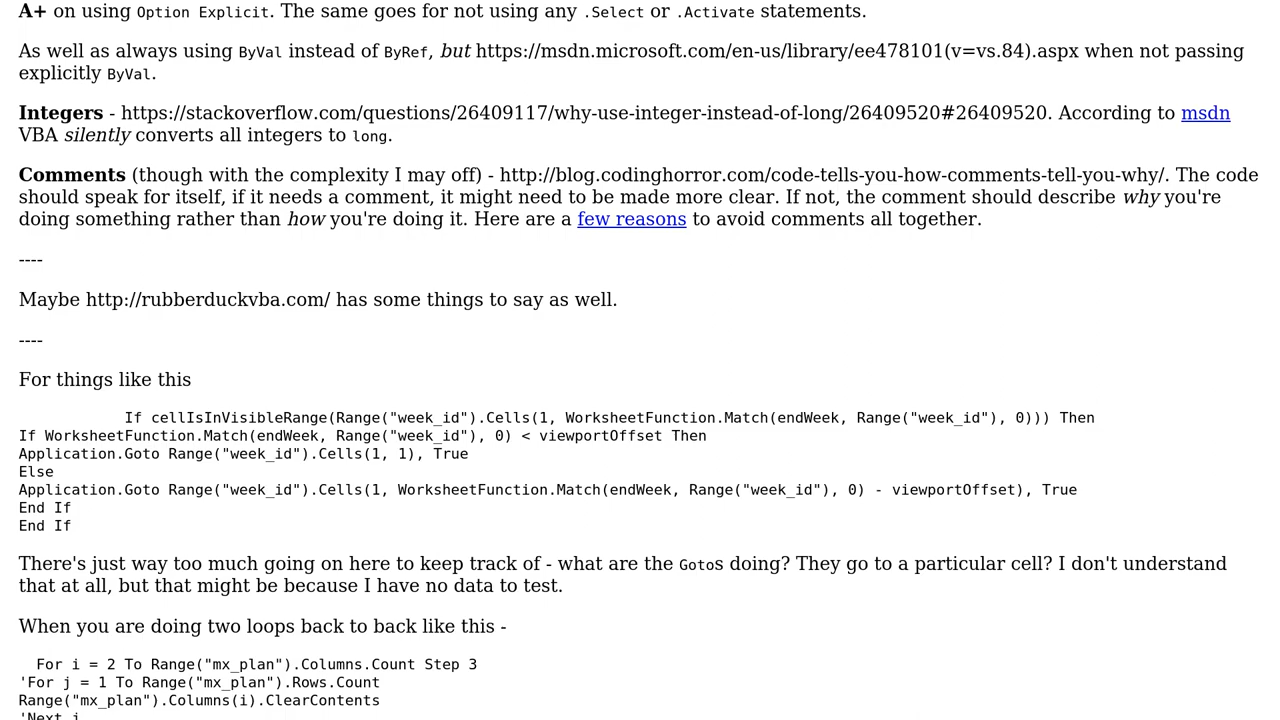 A+ on using Option Explicit. The same goes for not using any .Select or .Activate statements.
As well as always using ByVal instead of ByRef, but https://msdn.microsoft.com/en-us/library/ee478101(v=vs.84).aspx when not passing
explicitly ByVal.
Integers - https://stackoverflow.com/questions/26409117/why-use-integer-instead-of-long/26409520#26409520. According to msdn
VBA silently converts all integers to long.
Comments (though with the complexity I may off) - http://blog.codinghorror.com/code-tells-you-how-comments-tell-you-why/. The code
should speak for itself, if it needs a comment, it might need to be made more clear. If not, the comment should describe why you're
doing something rather than how you're doing it. Here are a few reasons to avoid comments all together.
----
Maybe http://rubberduckvba.com/ has some things to say as well.
----
For things like this
If cellIsInVisibleRange(Range("week_id").Cells(1, WorksheetFunction.Match(endWeek, Range("week_id"), 0))) Then
If WorksheetFunction.Match(endWeek, Range("week_id"), 0) < viewportOffset Then
Application.Goto Range("week_id").Cells(1, 1), True
Else
Application.Goto Range("week_id").Cells(1, WorksheetFunction.Match(endWeek, Range("week_id"), 0) - viewportOffset), True
End If
End If
There's just way too much going on here to keep track of - what are the Gotos doing? They go to a particular cell? I don't understand
that at all, but that might be because I have no data to test.
When you are doing two loops back to back like this -
For i = 2 To Range("mx_plan").Columns.Count Step 3
'For j = 1 To Range("mx_plan").Rows.Count
Range("mx_plan").Columns(i).ClearContents
'Next j